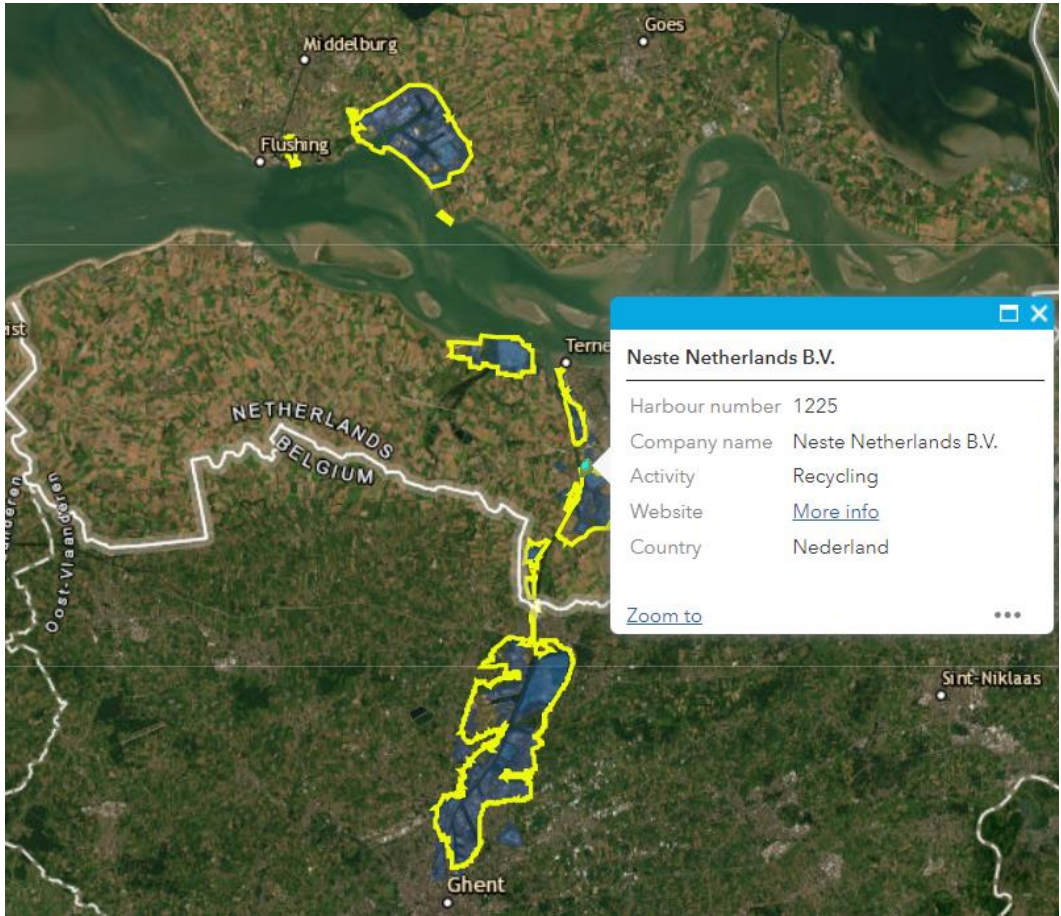 Goes
Middelburg
Flushing
Terne
NETHERLANDS
BELGIUM
Oost-Vlaanderen
Sint-Niklaas
Ghent
Neste Netherlands B.V.
Harbour number 1225
Company name Neste Netherlands B.V.
Activity Recycling
Website More info
Country Nederland
Zoom to